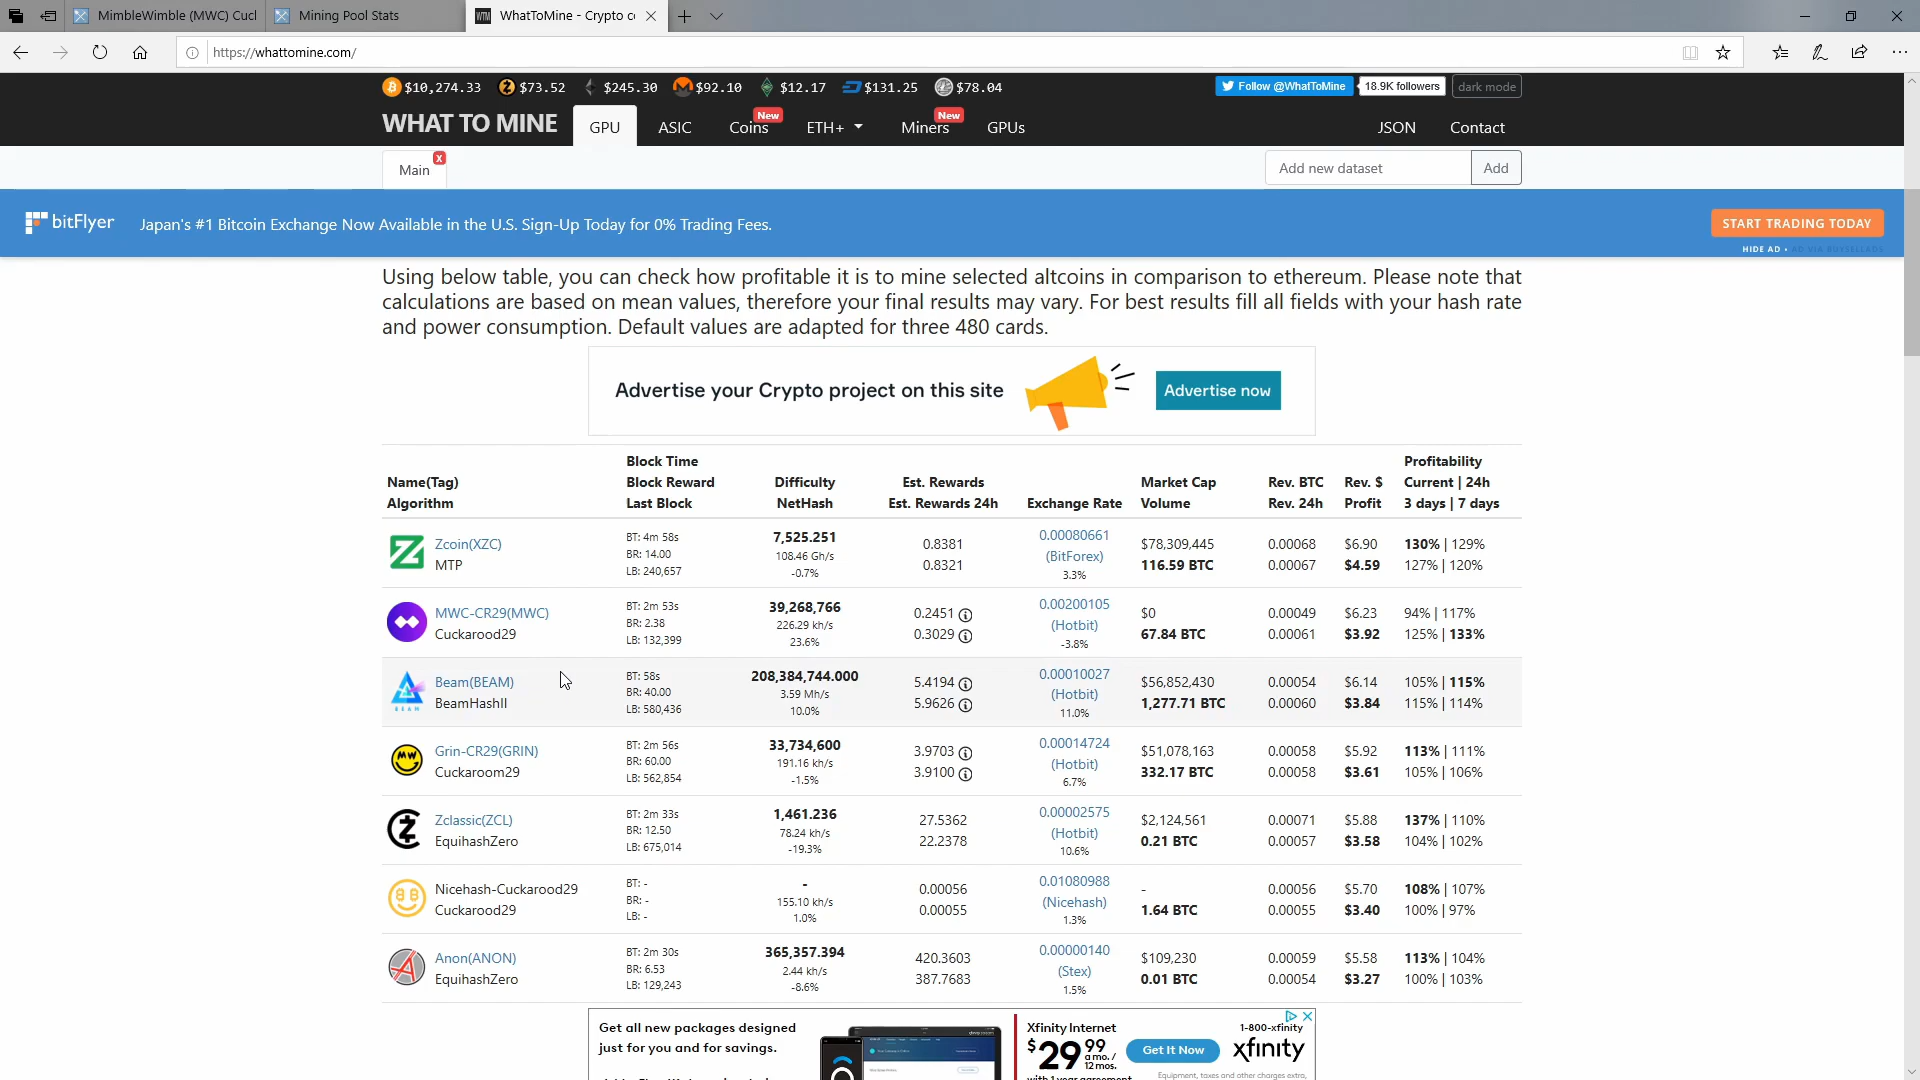 MimbleWimble (MWC) Cucl
Mining Pool Stats
WTM WhatToMine - Crypto cc
https://whattomine.com/
$10,274.33 $73.52 $245.30 $92.10 $12.17 $131.25 $78.04
Follow @WhatToMine 18.9K followers dark mode
WHAT TO MINE GPU ASIC Coins New ETH+ Miners New GPUs JSON Contact
Main x
Add new dataset Add
bitFlyer Japan's #1 Bitcoin Exchange Now Available in the U.S. Sign-Up Today for 0% Trading Fees. START TRADING TODAY
HIDE AD • AD VIA BUYSELLADS
Using below table, you can check how profitable it is to mine selected altcoins in comparison to ethereum. Please note that
calculations are based on mean values, therefore your final results may vary. For best results fill all fields with your hash rate
and power consumption. Default values are adapted for three 480 cards.
Advertise your Crypto project on this site Advertise now
Block Time Profitability
Name(Tag) Block Reward Difficulty Est. Rewards Market Cap Rev. BTC Rev. $ Current | 24h
Algorithm Last Block NetHash Est. Rewards 24h Exchange Rate Volume Rev. 24h Profit 3 days | 7 days
Zcoin(XZC) BT: 4m 58s 7,525.251 0.8381 0.00080661 $78,309,445 0.00068 $6.90 130% | 129%
BR: 14.00 108.46 Gh/s (BitForex)
MTP LB: 240,657 -0.7% 0.8321 3.3% 116.59 BTC 0.00067 $4.59 127% | 120%
MWC-CR29(MWC) BT: 2m 53s 39,268,766 0.2451 0.00200105 $0 0.00049 $6.23 94% | 117%
BR: 2.38 226.29 kh/s (Hotbit)
Cuckarood29 LB: 132,399 23.6% 0.3029 -3.8% 67.84 BTC 0.00061 $3.92 125% | 133%
Beam(BEAM) BT: 58s 208,384,744.000 5.4194 0.00010027 $56,852,430 0.00054 $6.14 105% | 115%
BR: 40.00 3.59 Mh/s (Hotbit)
BeamHashII LB: 580,436 10.0% 5.9626 11.0% 1,277.71 BTC 0.00060 $3.84 115% | 114%
BEAM
Grin-CR29(GRIN) BT: 2m 56s 33,734,600 3.9703 0.00014724 $51,078,163 0.00058 $5.92 113% | 111%
BR: 60.00 191.16 kh/s (Hotbit)
Cuckaroom29 LB: 562,854 -1.5% 3.9100 6.7% 332.17 BTC 0.00058 $3.61 105% | 106%
Zclassic(ZCL) BT: 2m 33s 1,461.236 27.5362 0.00002575 $2,124,561 0.00071 $5.88 137% | 110%
BR: 12.50 78.24 kh/s (Hotbit)
EquihashZero LB: 675,014 -19.3% 22.2378 10.6% 0.21 BTC 0.00057 $3.58 104% | 102%
Nicehash-Cuckarood29 BT: - - 0.00056 0.01080988 - 0.00056 $5.70 108% | 107%
BR: - 155.10 kh/s (Nicehash)
Cuckarood29 LB: - 1.0% 0.00055 1.3% 1.64 BTC 0.00055 $3.40 100% | 97%
Anon(ANON) BT: 2m 30s 365,357.394 420.3603 0.00000140 $109,230 0.00059 $5.58 113% | 104%
BR: 6.53 2.44 kh/s (Stex)
EquihashZero LB: 129,243 -8.6% 387.7683 1.5% 0.01 BTC 0.00054 $3.27 100% | 103%
Get all new packages designed
just for you and for savings.
Xfinity Internet
$29 99 a mo. / 12 mos.
with 1 year agreement
Get It Now
1-800-xfinity
xfinity
Equipment, taxes and other charges extra,